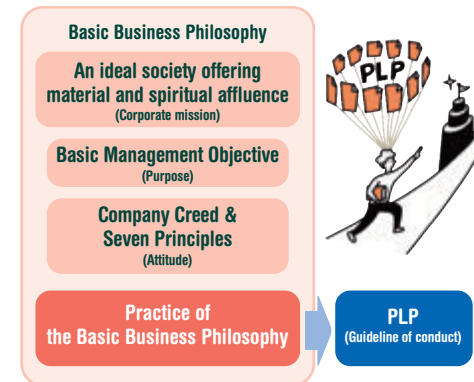 Basic Business Philosophy
An ideal society offering
material and spiritual affluence
(Corporate mission)
Basic Management Objective
(Purpose)
Company Creed &
Seven Principles
(Attitude)
Practice of
the Basic Business Philosophy
PLP
PLP
(Guideline of conduct)